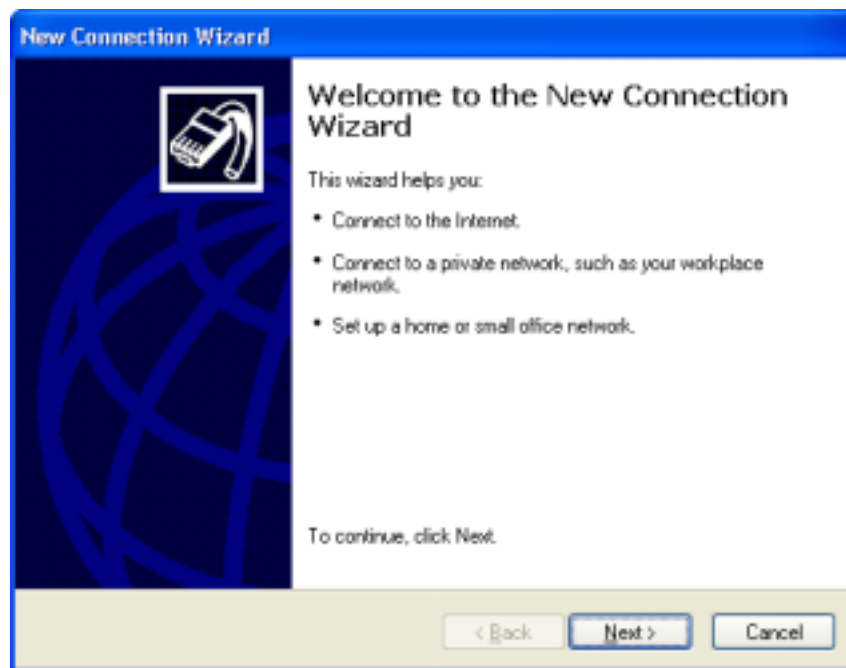 New Connection Wizard
Welcome to the New Connection
Wizard
This wizard helps you:
• Connect to the Internet.
• Connect to a private network, such as your workplace
network.
• Set up a home or small office network.
To continue, click Next.
< Back
Next >
Cancel